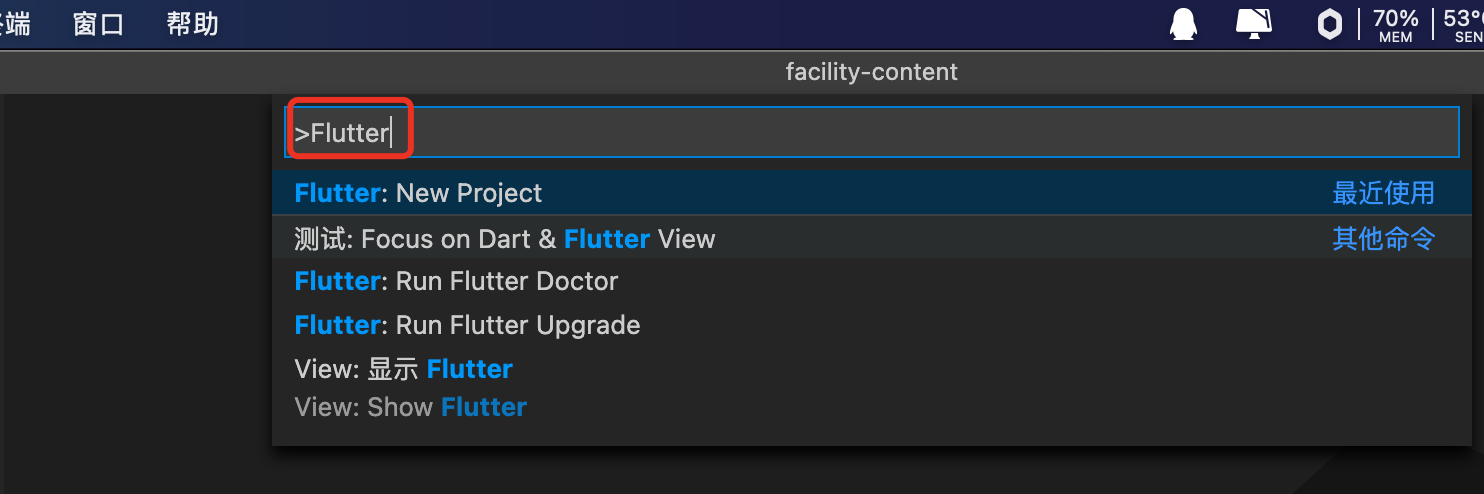 端 窗口 帮助 70% 53°
MEM SEN
facility-content
>Flutter
Flutter: New Project 最近使用
测试: Focus on Dart & Flutter View 其他命令
Flutter: Run Flutter Doctor
Flutter: Run Flutter Upgrade
View: 显示 Flutter
View: Show Flutter